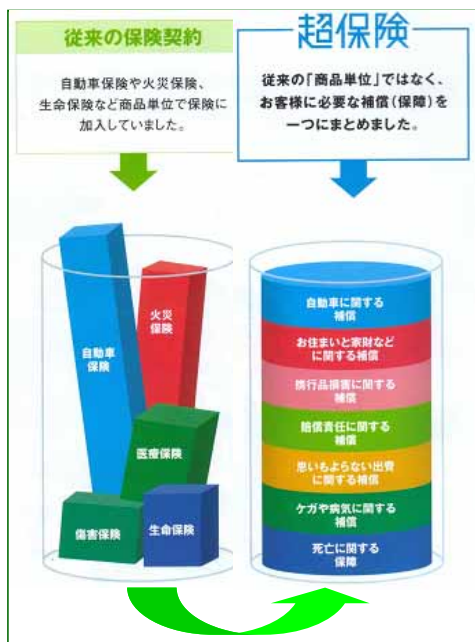 従来の保険契約
自動車保険や火災保険、
生命保険など商品単位で保険に
加入していました。
自動車
保険
火災
保険
医療保険
傷害保険
生命保険
超保険
従来の「商品単位」ではなく、
お客様に必要な補償(保障)を
一つにまとめました。
自動車に関する
補償
お住まいと家財など
に関する補償
携行品損害に関する
補償
賠償責任に関する
補償
思いもよらない出費
に関する補償
ケガや病気に関する
補償
死亡に関する
保障